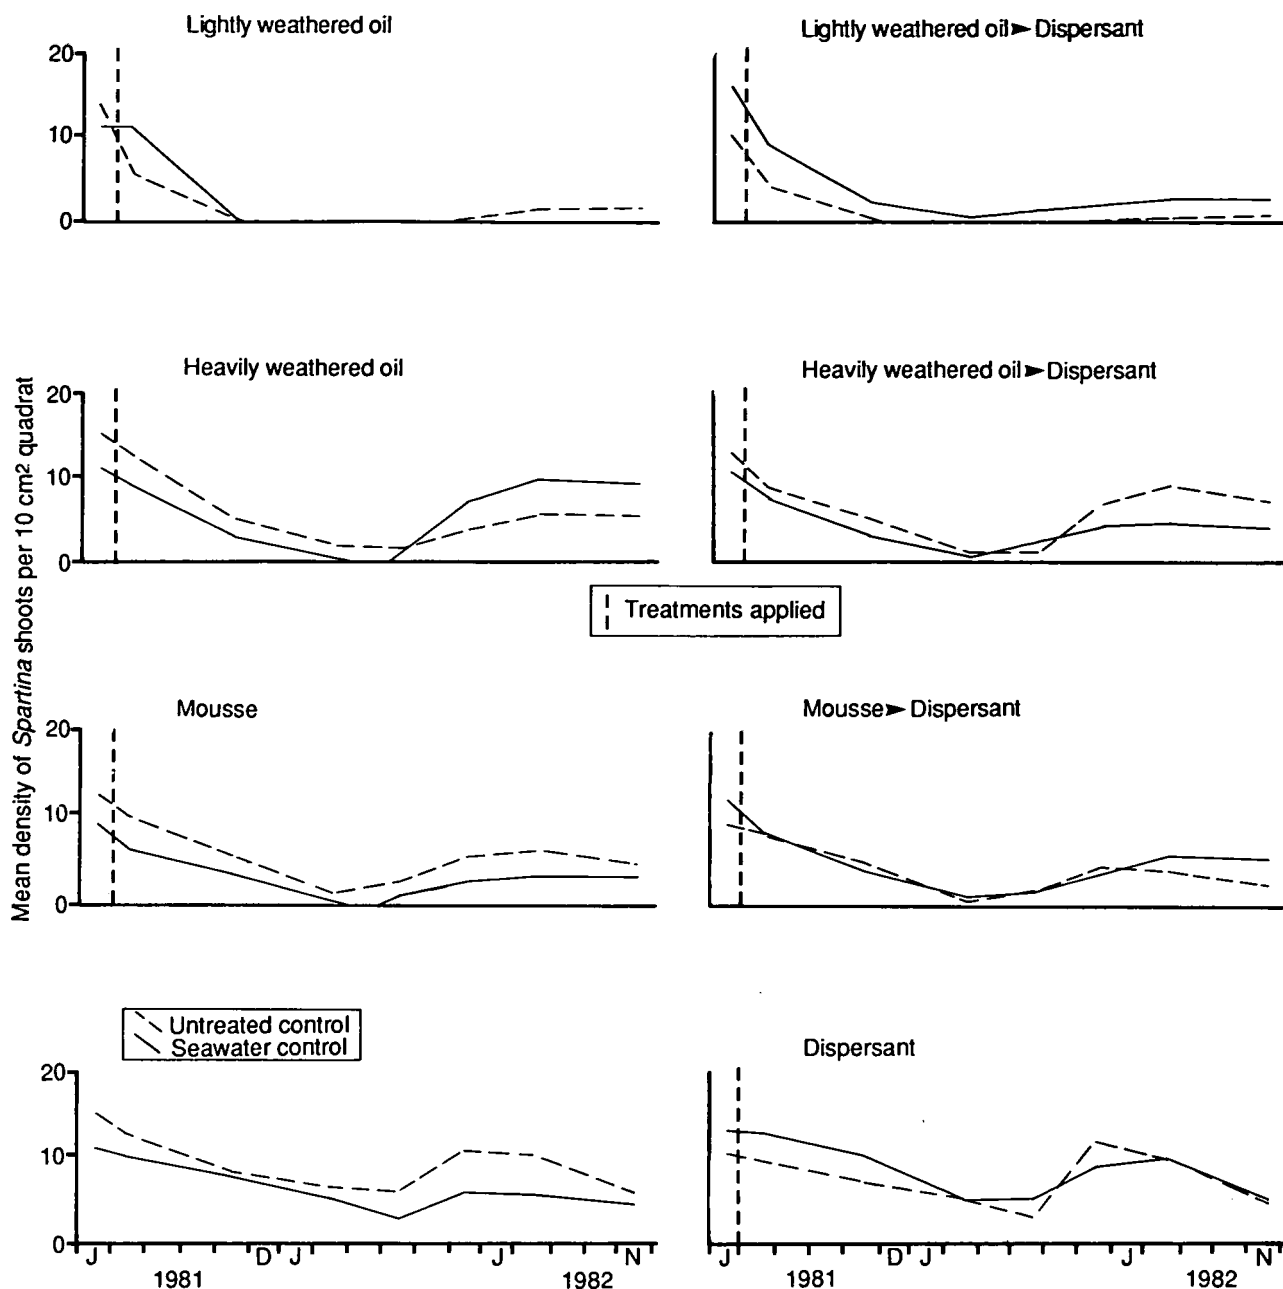 Lightly weathered oil
Lightly weathered oil➤Dispersant
20
10
0
Heavily weathered oil
Heavily weathered oil➤Dispersant
20
10
0
Mean density of Spartina shoots per 10 cm² quadrat
Treatments applied
Mousse
Mousse➤Dispersant
20
10
0
Untreated control
Seawater control
Dispersant
20
10
0
J D J J N
1981 1982
J D J J N
1981 1982